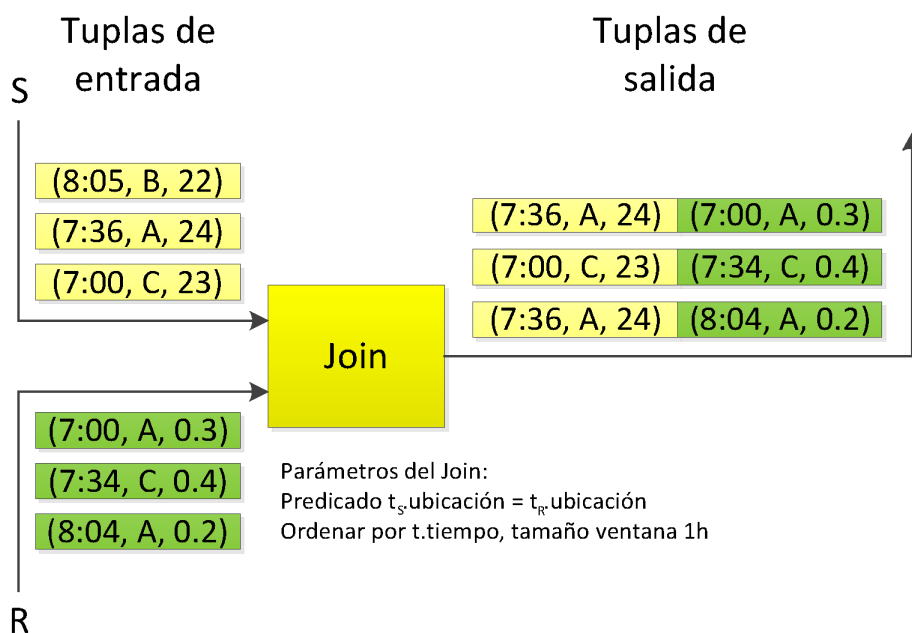 Tuplas de
entrada
Tuplas de
salida
S
(8:05, B, 22)
(7:36, A, 24)
(7:00, C, 23)
(7:36, A, 24) (7:00, A, 0.3)
(7:00, C, 23) (7:34, C, 0.4)
(7:36, A, 24) (8:04, A, 0.2)
Join
(7:00, A, 0.3)
(7:34, C, 0.4)
(8:04, A, 0.2)
Parámetros del Join:
Predicado tS.ubicación = tR.ubicación
Ordenar por t.tiempo, tamaño ventana 1h
R